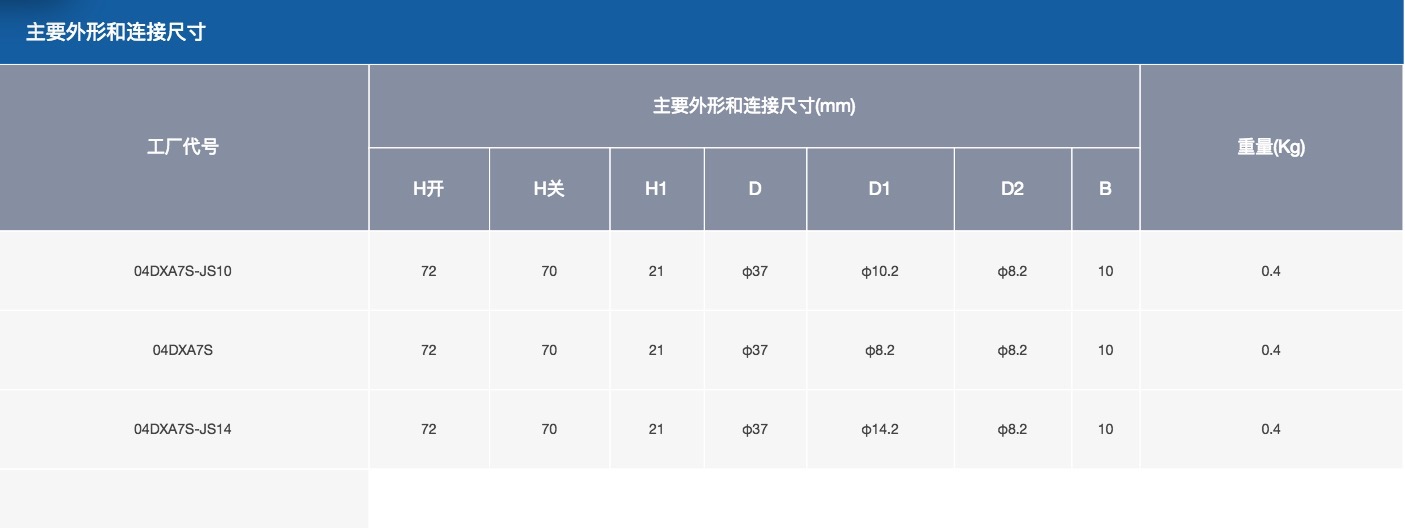 主要外形和连接尺寸
工厂代号 主要外形和连接尺寸(mm) 重量(Kg)
H开 H关 H1 D D1 D2 B
04DXA7S-JS10 72 70 21 φ37 φ10.2 φ8.2 10 0.4
04DXA7S 72 70 21 φ37 φ8.2 φ8.2 10 0.4
04DXA7S-JS14 72 70 21 φ37 φ14.2 φ8.2 10 0.4